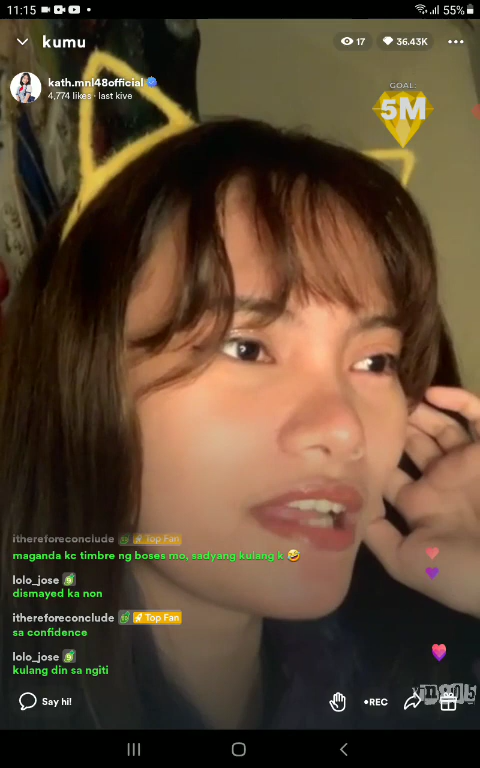 11:15
55%
kumu
17
36.43K
kath.mnl48official
4,774 likes · last kive
GOAL:
5M
ithereforeconclude Top Fan
maganda kc timbre ng boses mo, sadyang kulang k 🤣
lolo_jose
dismayed ka non
ithereforeconclude Top Fan
sa confidence
lolo_jose
kulang din sa ngiti
Say hi!
•REC